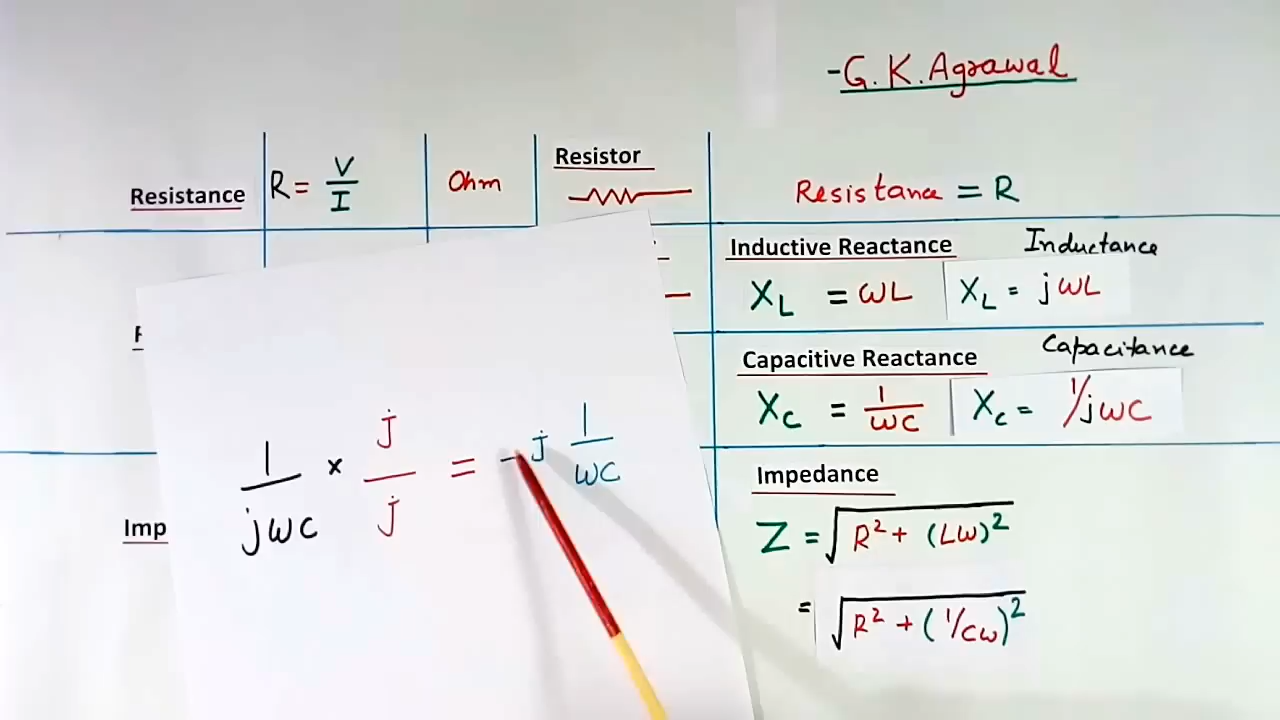 -G.K.Agrawal
Resistance
R = V/I
Ohm
Resistor
Resistance = R
Inductive Reactance
Inductance
XL = ωL
XL = jωL
Capacitive Reactance
Capacitance
Xc = 1/ωc
Xc = 1/jωc
1/jωc × j/j = -j 1/ωc
Imp
Impedance
Z = √R² + (Lω)²
= √R² + (1/Cω)²